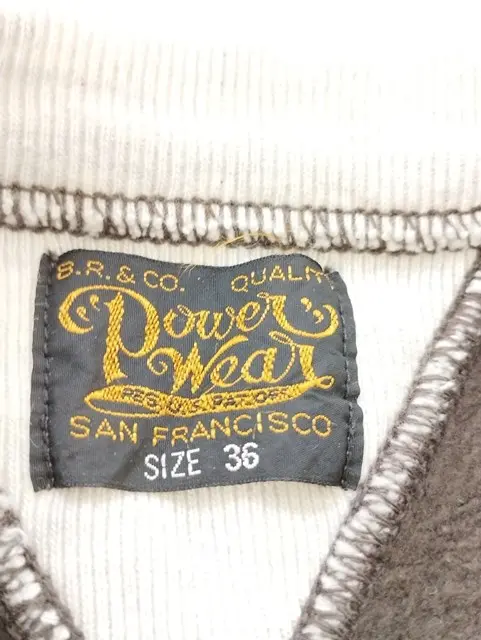 B.R. & CO. QUALITY
Power
Wear
REG. U.S. PAT. OFF.
SAN FRANCISCO
SIZE 36